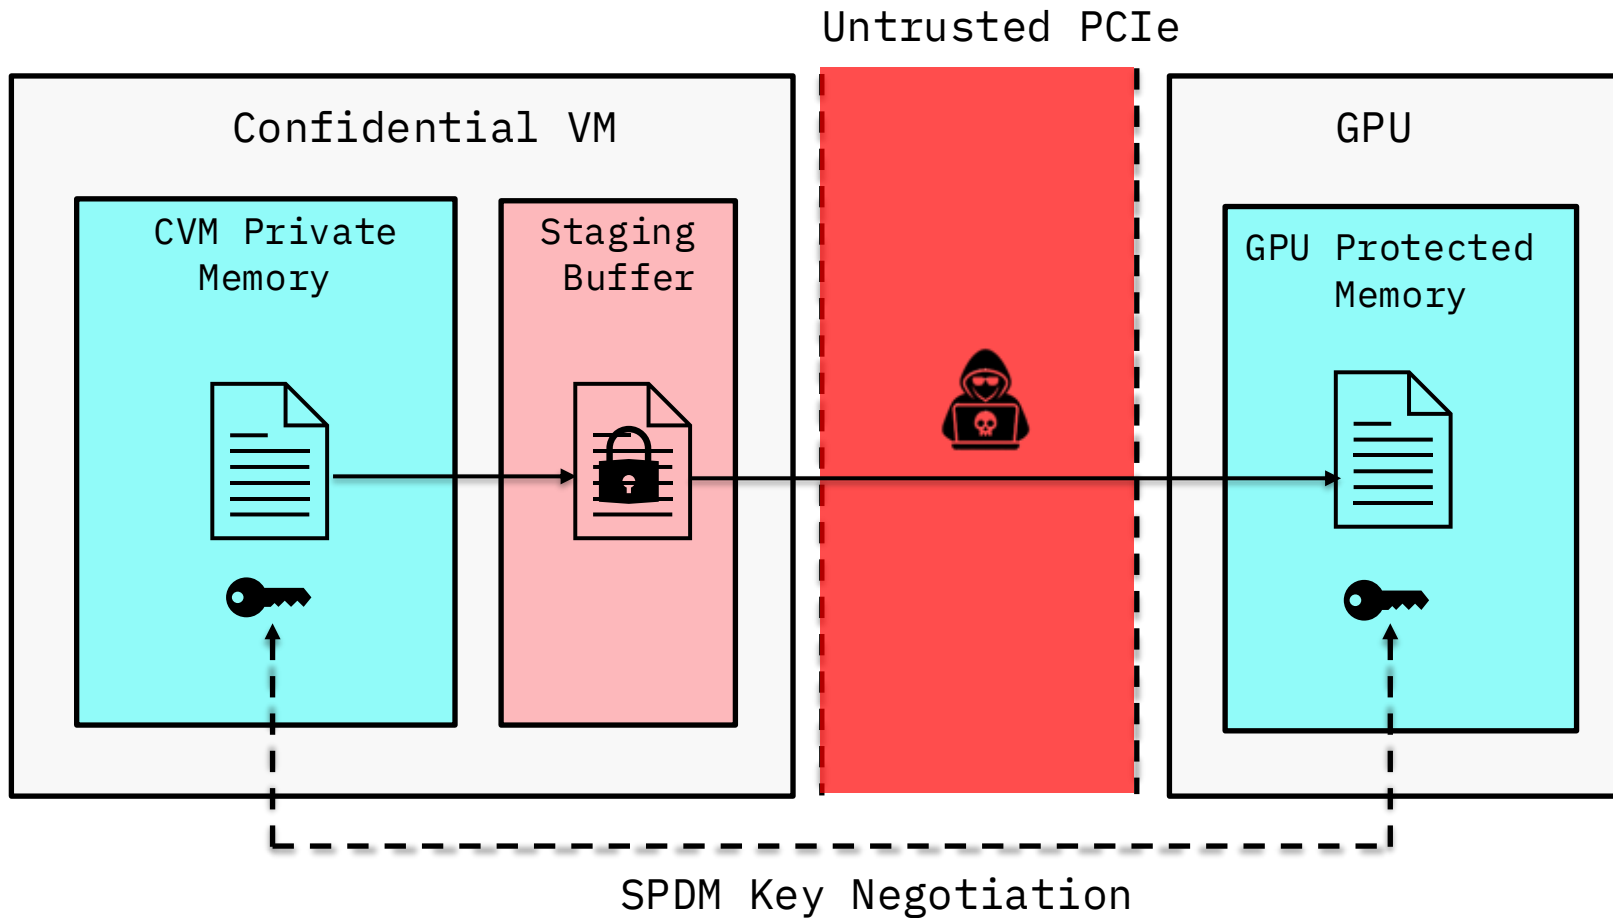 Untrusted PCIe
Confidential VM
GPU
CVM Private
Memory
Staging
Buffer
GPU Protected
Memory
SPDM Key Negotiation